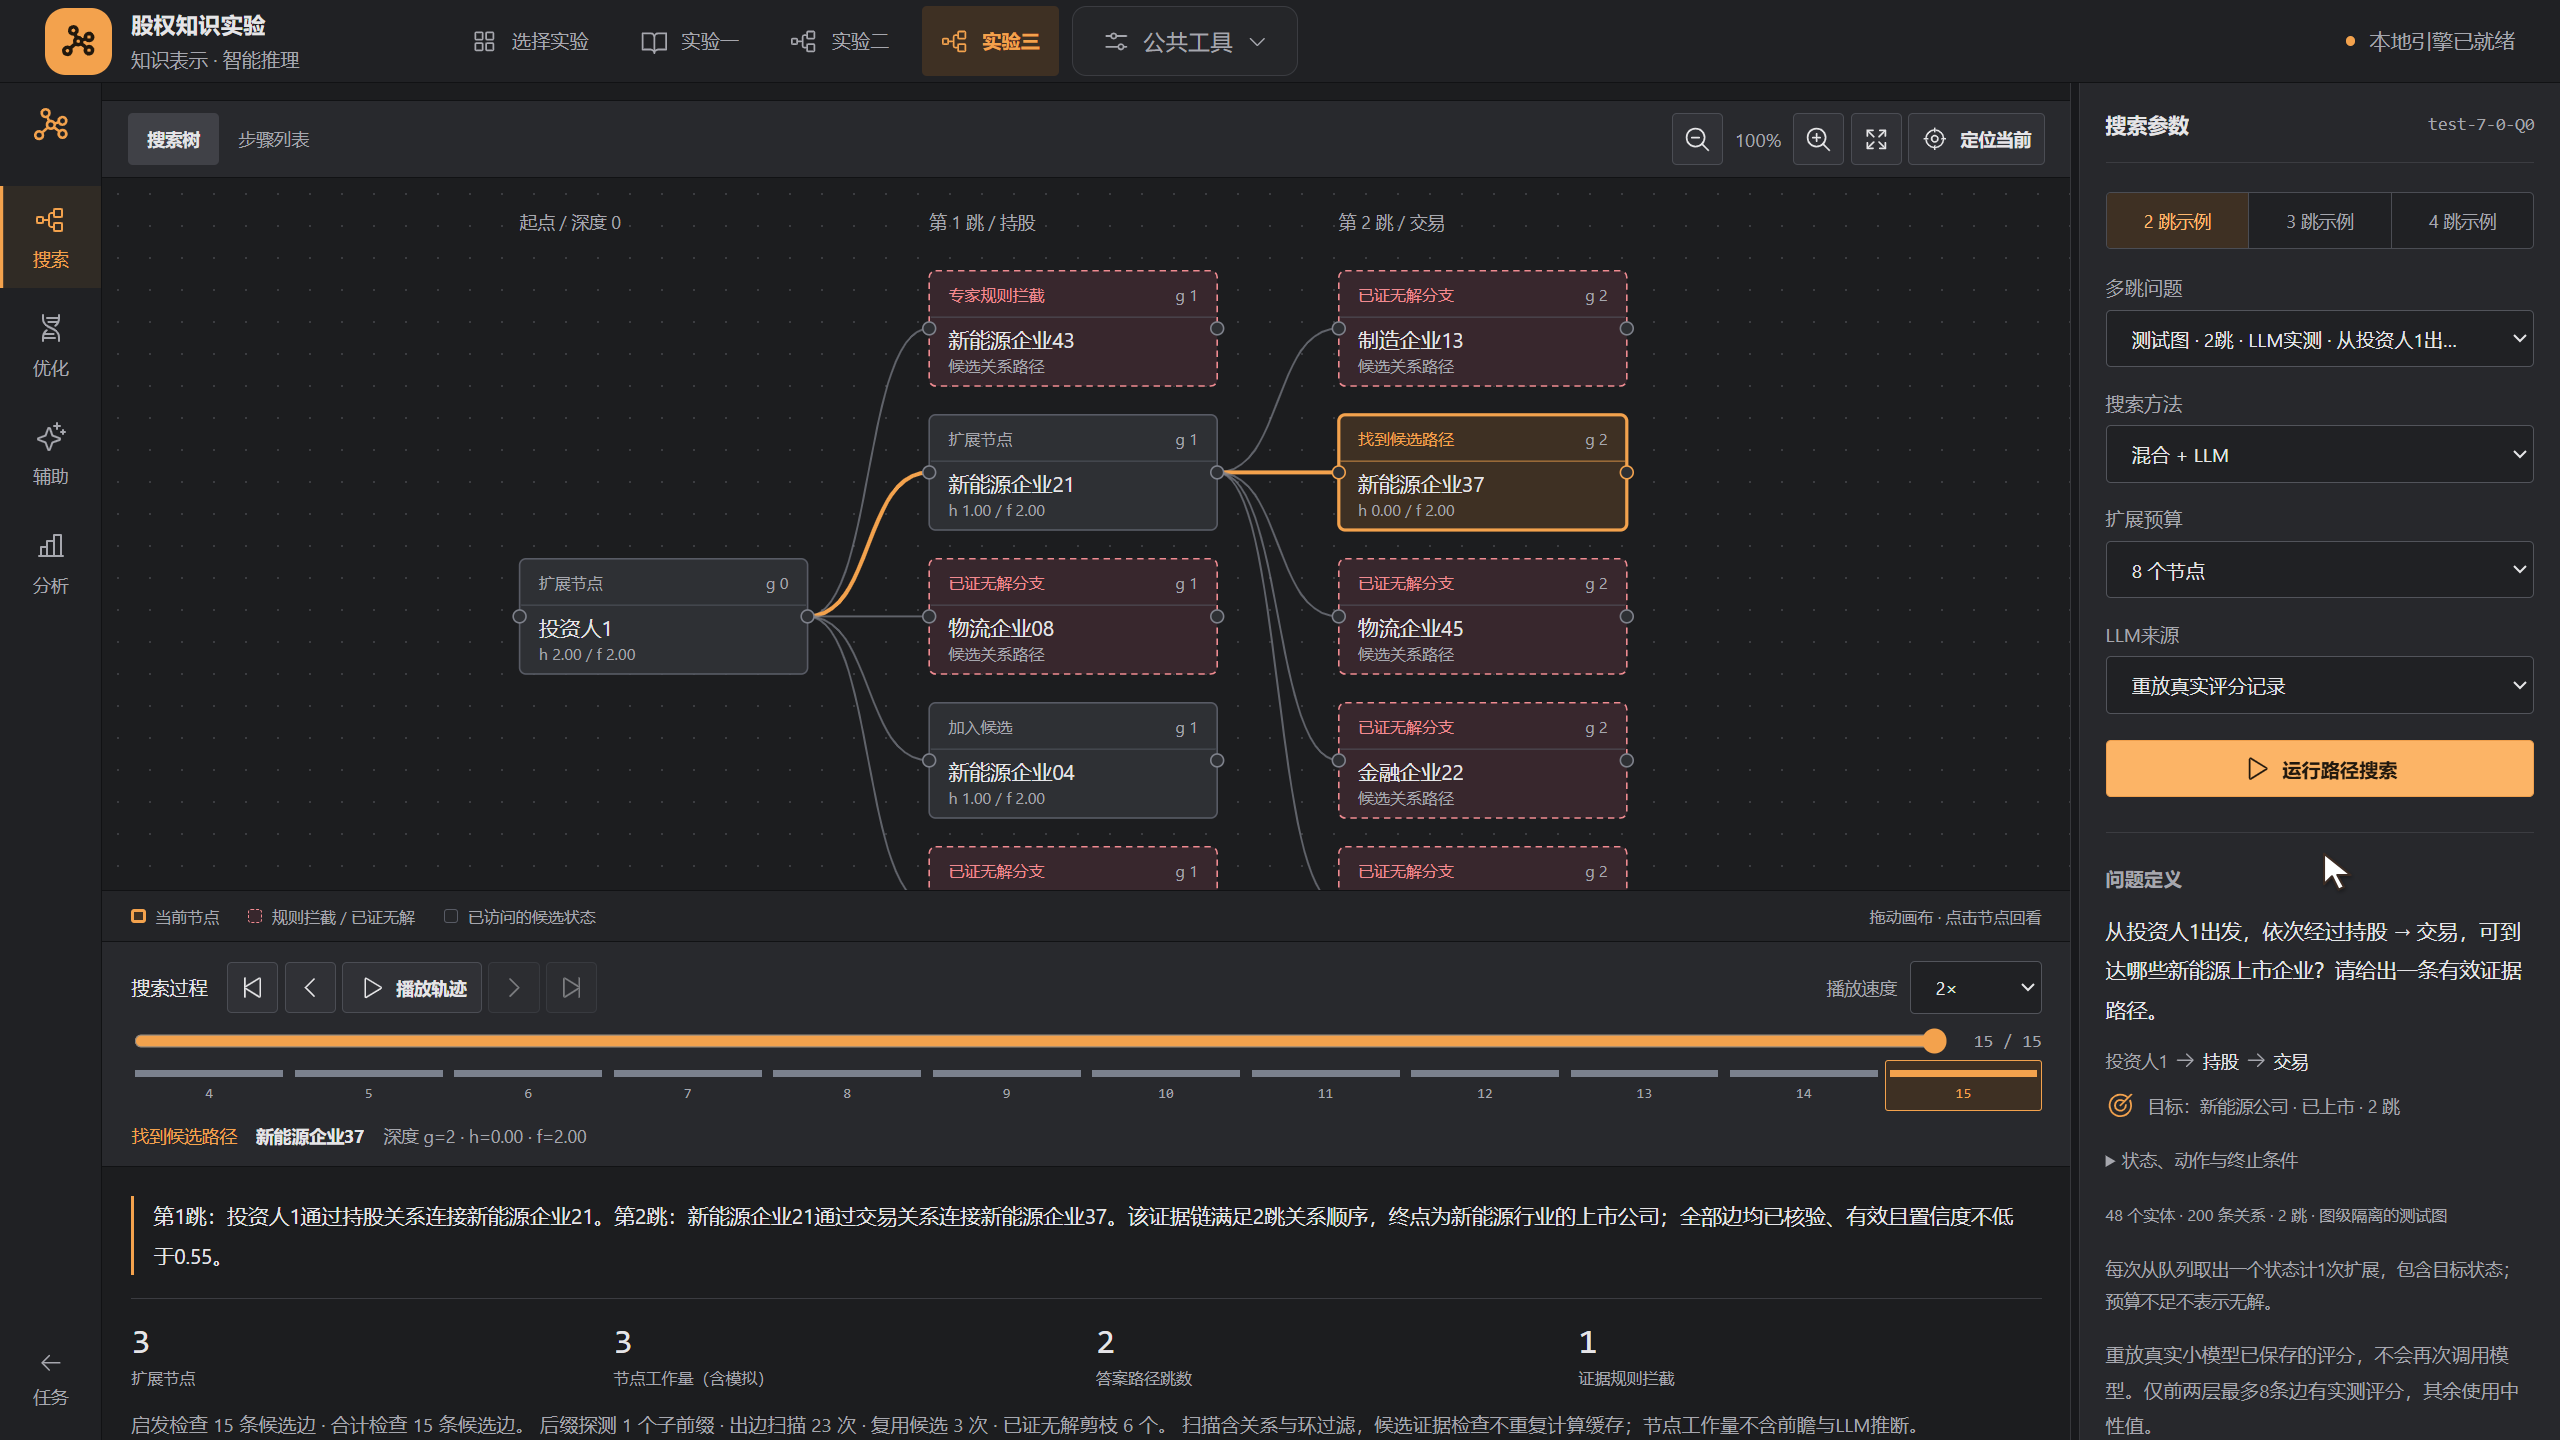 股权知识实验
知识表示 · 智能推理
选择实验
实验一
实验二
实验三
公共工具
本地引擎已就绪
搜索
优化
辅助
分析
任务
搜索树
步骤列表
100%
定位当前
起点 / 深度 0
第 1 跳 / 持股
第 2 跳 / 交易
专家规则拦截 g 1
新能源企业43
候选关系路径
已证无解分支 g 2
制造企业13
候选关系路径
扩展节点 g 1
新能源企业21
h 1.00 / f 2.00
找到候选路径 g 2
新能源企业37
h 0.00 / f 2.00
扩展节点 g 0
投资人1
h 2.00 / f 2.00
已证无解分支 g 1
物流企业08
候选关系路径
已证无解分支 g 2
物流企业45
候选关系路径
加入候选 g 1
新能源企业04
h 1.00 / f 2.00
已证无解分支 g 2
金融企业22
候选关系路径
已证无解分支 g 1
已证无解分支 g 2
当前节点
规则拦截 / 已证无解
已访问的候选状态
拖动画布 · 点击节点回看
搜索过程
播放轨迹
播放速度
2×
15 / 15
4 5 6 7 8 9 10 11 12 13 14 15
找到候选路径 新能源企业37 深度 g=2 · h=0.00 · f=2.00
第1跳：投资人1通过持股关系连接新能源企业21。第2跳：新能源企业21通过交易关系连接新能源企业37。该证据链满足2跳关系顺序，终点为新能源行业的上市公司；全部边均已核验、有效且置信度不低
于0.55。
3
扩展节点
3
节点工作量（含模拟）
2
答案路径跳数
1
证据规则拦截
启发检查 15 条候选边 · 合计检查 15 条候选边。 后缀探测 1 个子前缀 · 出边扫描 23 次 · 复用候选 3 次 · 已证无解剪枝 6 个。 扫描含关系与环过滤，候选证据检查不重复计算缓存；节点工作量不含前瞻与LLM推断。
搜索参数
test-7-0-Q0
2 跳示例
3 跳示例
4 跳示例
多跳问题
测试图 · 2跳 · LLM实测 · 从投资人1出...
搜索方法
混合 + LLM
扩展预算
8 个节点
LLM来源
重放真实评分记录
运行路径搜索
问题定义
从投资人1出发，依次经过持股 → 交易，可到
达哪些新能源上市企业？请给出一条有效证据
路径。
投资人1 → 持股 → 交易
目标：新能源公司 · 已上市 · 2 跳
▶ 状态、动作与终止条件
48 个实体 · 200 条关系 · 2 跳 · 图级隔离的测试图
每次从队列取出一个状态计1次扩展，包含目标状态；
预算不足不表示无解。
重放真实小模型已保存的评分，不会再次调用模
型。仅前两层最多8条边有实测评分，其余使用中
性值。